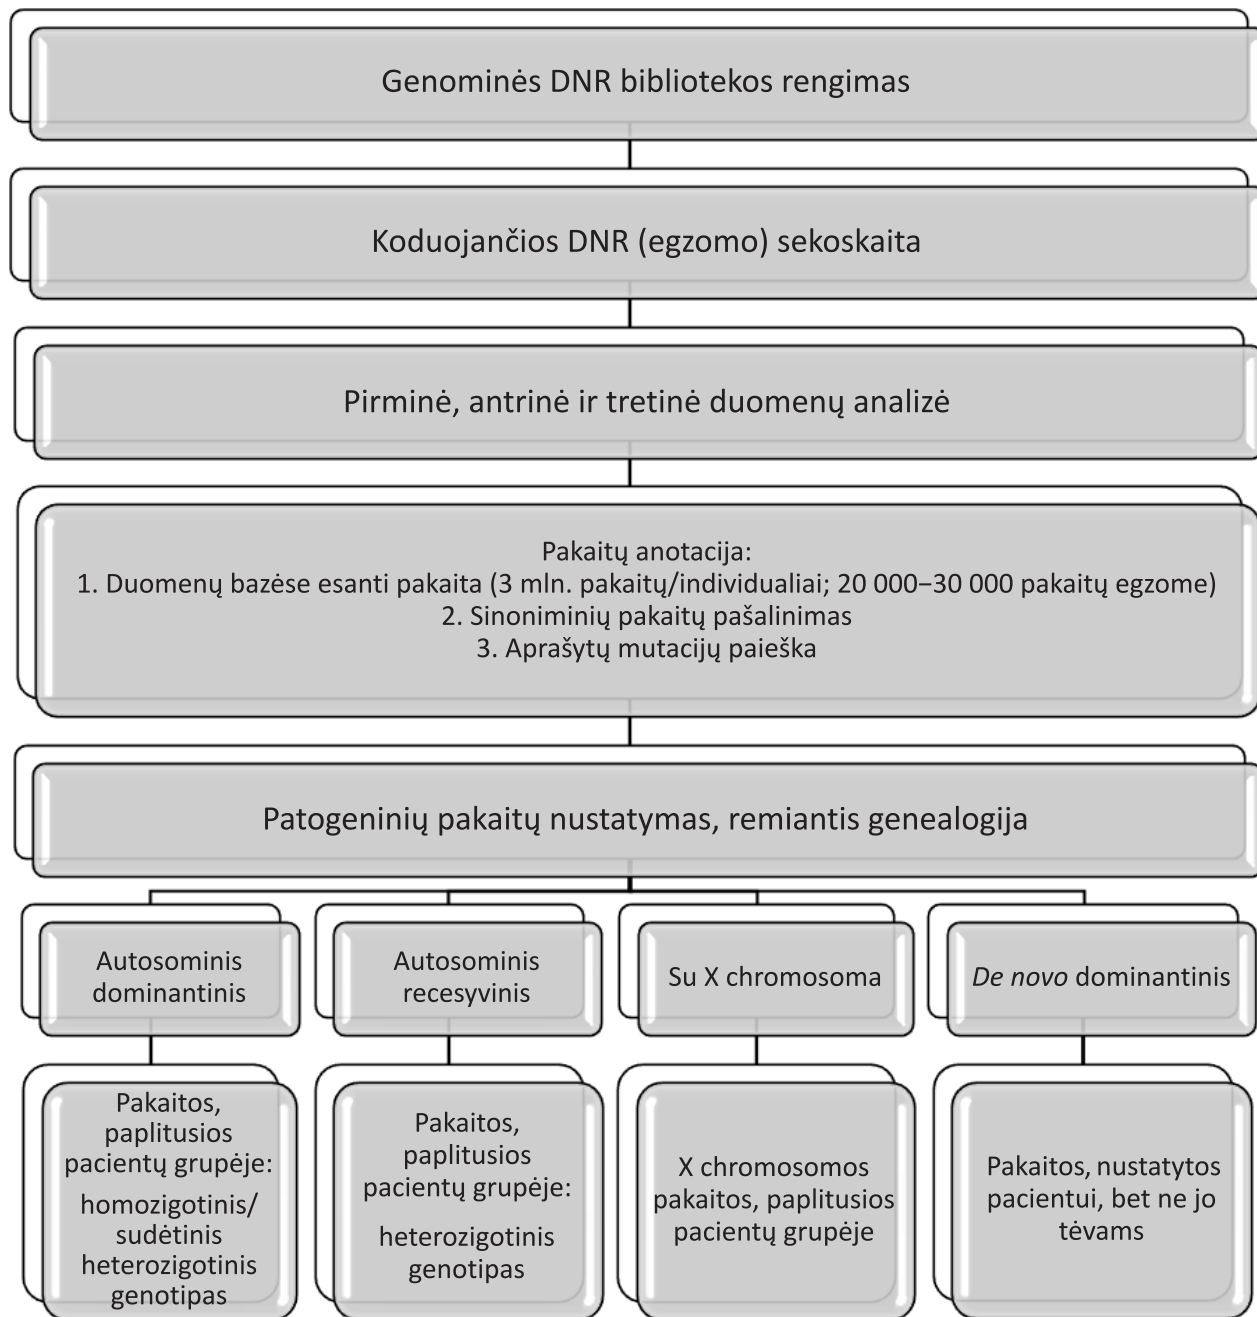 Genominės DNR bibliotekos rengimas
Koduojančios DNR (egzomo) sekoskaita
Pirminė, antrinė ir tretinė duomenų analizė
Pakaitų anotacija:
1. Duomenų bazėse esanti pakaita (3 mln. pakaitų/individualiai; 20 000–30 000 pakaitų egzome)
2. Sinoniminių pakaitų pašalinimas
3. Aprašytų mutacijų paieška
Patogeninių pakaitų nustatymas, remiantis genealogija
Autosominis
dominantinis
Autosominis
recesyvinis
Su X chromosoma
De novo dominantinis
Pakaitos,
paplitusios
pacientų grupėje:
homozigotinis/
sudėtinis
heterozigotinis
genotipas
Pakaitos,
paplitusios
pacientų grupėje:
heterozigotinis
genotipas
X chromosomos
pakaitos, paplitusios
pacientų grupėje
Pakaitos, nustatytos
pacientui, bet ne jo
tėvams